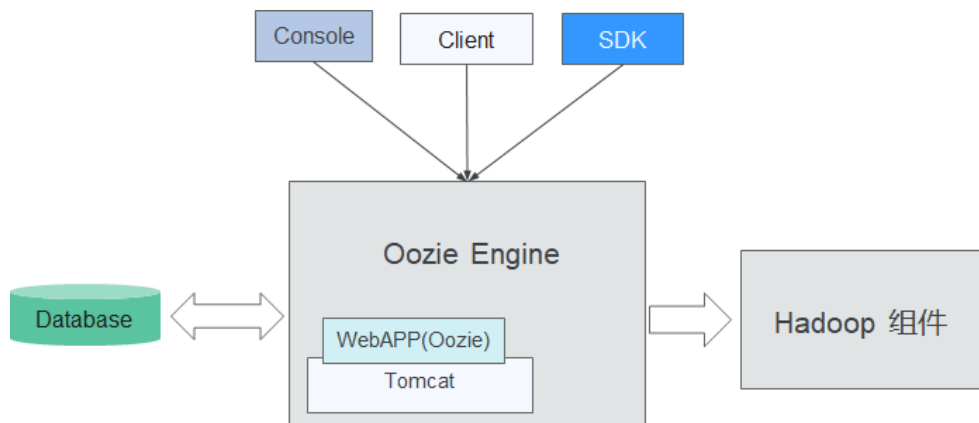 Console
Client
SDK
Oozie Engine
Database
WebAPP(Oozie)
Tomcat
Hadoop 组件